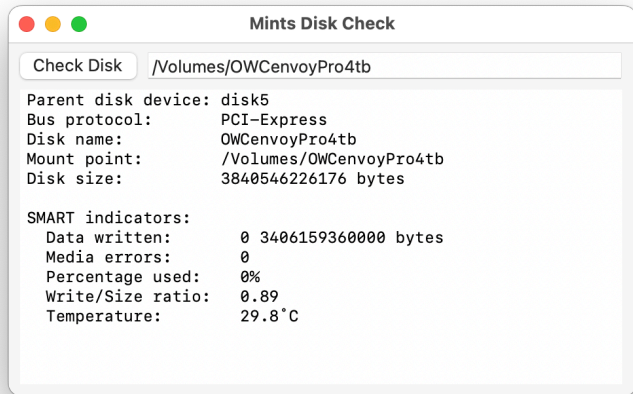 Mints Disk Check
Check Disk /Volumes/OWCenvoyPro4tb
Parent disk device: disk5
Bus protocol: PCI-Express
Disk name: OWCenvoyPro4tb
Mount point: /Volumes/OWCenvoyPro4tb
Disk size: 3840546226176 bytes
SMART indicators:
Data written: 0 3406159360000 bytes
Media errors: 0
Percentage used: 0%
Write/Size ratio: 0.89
Temperature: 29.8˚C